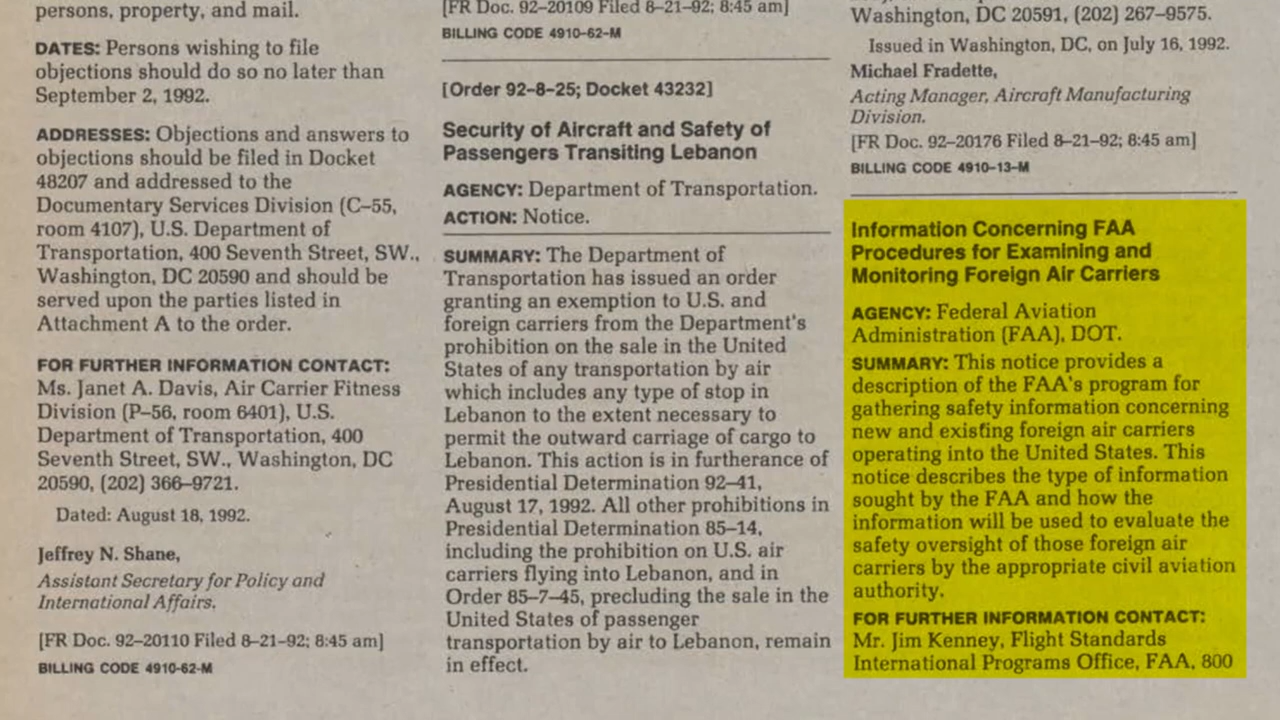 persons, property, and mail.
DATES: Persons wishing to file
objections should do so no later than
September 2, 1992.
ADDRESSES: Objections and answers to
objections should be filed in Docket
48207 and addressed to the
Documentary Services Division (C–55,
room 4107), U.S. Department of
Transportation, 400 Seventh Street, SW.,
Washington, DC 20590 and should be
served upon the parties listed in
Attachment A to the order.
FOR FURTHER INFORMATION CONTACT:
Ms. Janet A. Davis, Air Carrier Fitness
Division (P–56, room 6401), U.S.
Department of Transportation, 400
Seventh Street, SW., Washington, DC
20590, (202) 366–9721.
Dated: August 18, 1992.
Jeffrey N. Shane,
Assistant Secretary for Policy and
International Affairs.
[FR Doc. 92–20110 Filed 8–21–92; 8:45 am]
BILLING CODE 4910-62-M
[FR Doc. 92–20109 Filed 8–21–92; 8:45 am]
BILLING CODE 4910-62-M
[Order 92-8-25; Docket 43232]
Security of Aircraft and Safety of
Passengers Transiting Lebanon
AGENCY: Department of Transportation.
ACTION: Notice.
SUMMARY: The Department of
Transportation has issued an order
granting an exemption to U.S. and
foreign carriers from the Department's
prohibition on the sale in the United
States of any transportation by air
which includes any type of stop in
Lebanon to the extent necessary to
permit the outward carriage of cargo to
Lebanon. This action is in furtherance of
Presidential Determination 92–41,
August 17, 1992. All other prohibitions in
Presidential Determination 85–14,
including the prohibition on U.S. air
carriers flying into Lebanon, and in
Order 85–7–45, precluding the sale in the
United States of passenger
transportation by air to Lebanon, remain
in effect.
Washington, DC 20591, (202) 267–9575.
Issued in Washington, DC, on July 16, 1992.
Michael Fradette,
Acting Manager, Aircraft Manufacturing
Division.
[FR Doc. 92–20176 Filed 8–21–92; 8:45 am]
BILLING CODE 4910-13-M
Information Concerning FAA
Procedures for Examining and
Monitoring Foreign Air Carriers
AGENCY: Federal Aviation
Administration (FAA), DOT.
SUMMARY: This notice provides a
description of the FAA's program for
gathering safety information concerning
new and existing foreign air carriers
operating into the United States. This
notice describes the type of information
sought by the FAA and how the
information will be used to evaluate the
safety oversight of those foreign air
carriers by the appropriate civil aviation
authority.
FOR FURTHER INFORMATION CONTACT:
Mr. Jim Kenney, Flight Standards
International Programs Office, FAA, 800